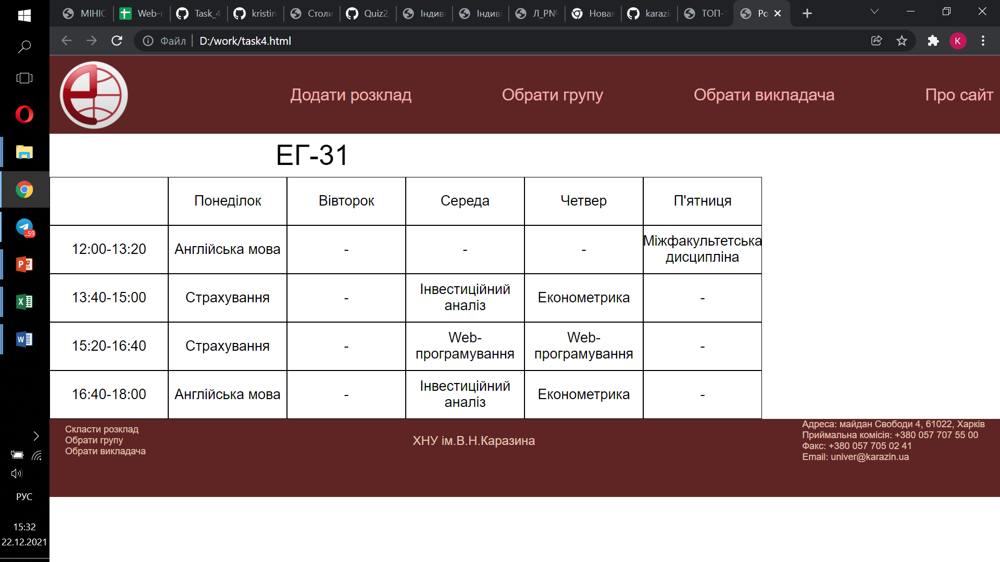 МІНІС
Web-п
Task_4
kristin
Столи
Quiz2
Індиві
Індиві
Л_Р№
Новая
karazi
ТОП-1
Ро
Файл
D:/work/task4.html
K
Додати розклад
Обрати групу
Обрати викладача
Про сайт
ЕГ-31
Понеділок Вівторок Середа Четвер П'ятниця
12:00-13:20 Англійська мова - - - Міжфакультетська дисципліна
13:40-15:00 Страхування - Інвестиційний аналіз Економетрика -
15:20-16:40 Страхування - Web-програмування Web-програмування -
16:40-18:00 Англійська мова - Інвестиційний аналіз Економетрика -
Скласти розклад
Обрати групу
Обрати викладача
ХНУ ім.В.Н.Каразина
Адреса: майдан Свободи 4, 61022, Харків
Приймальна комісія: +380 057 707 55 00
Факс: +380 057 705 02 41
Email: univer@karazin.ua
..59
РУС
15:32
22.12.2021